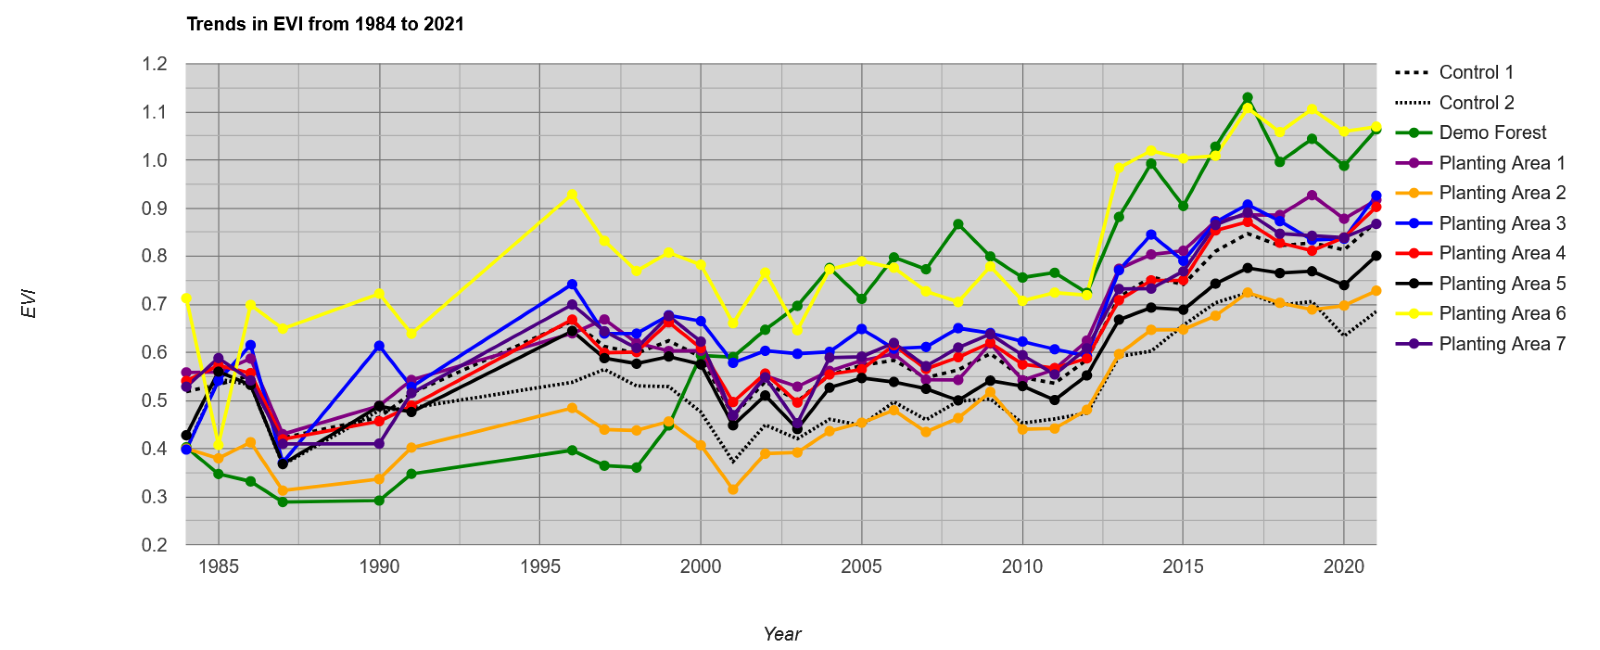 Trends in EVI from 1984 to 2021
1.2
1.1
1.0
0.9
0.8
0.7
0.6
0.5
0.4
0.3
0.2
EVI
1985 1990 1995 2000 2005 2010 2015 2020
Year
Control 1
Control 2
Demo Forest
Planting Area 1
Planting Area 2
Planting Area 3
Planting Area 4
Planting Area 5
Planting Area 6
Planting Area 7